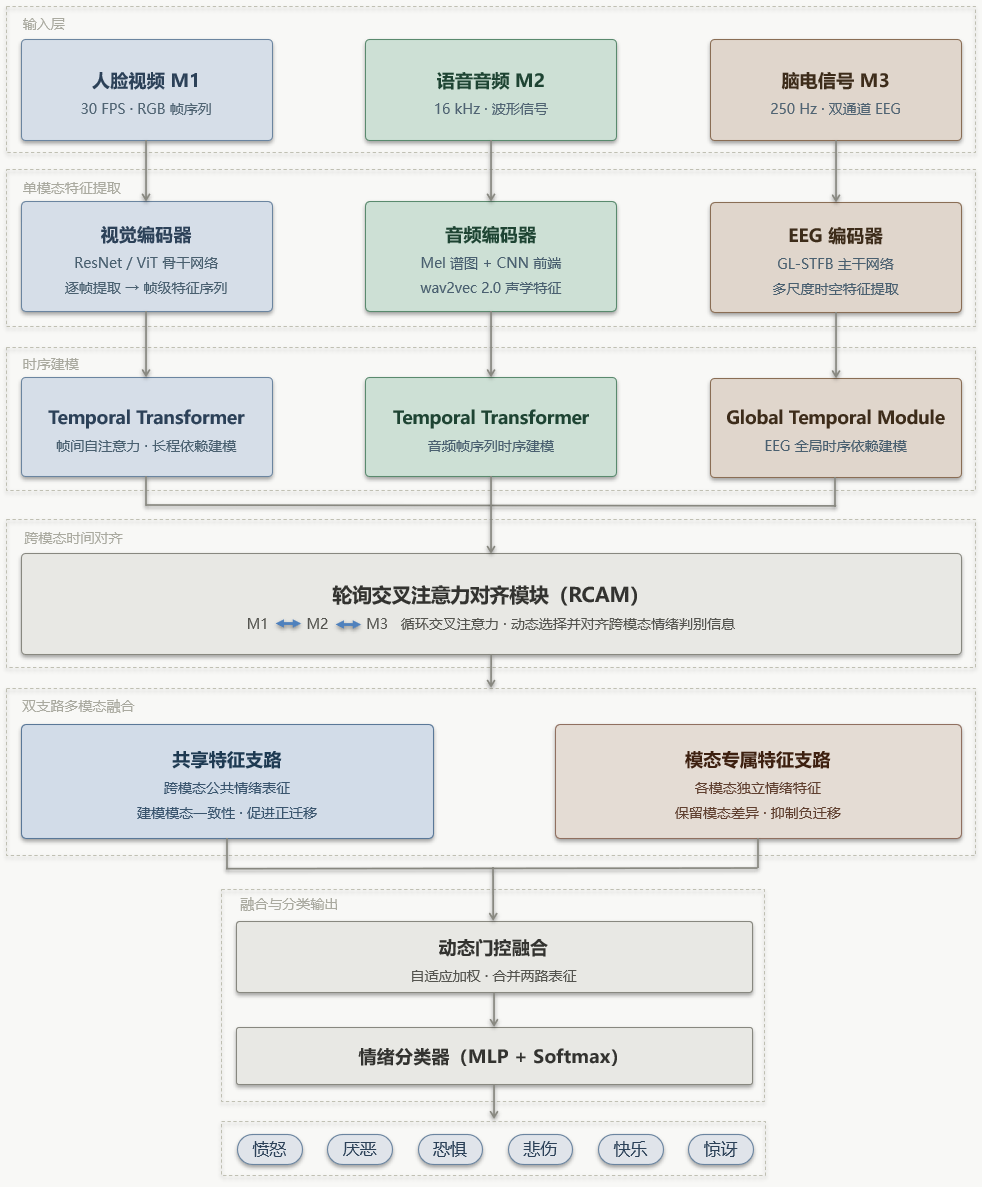 输入层
人脸视频 M1
30 FPS · RGB 帧序列
语音音频 M2
16 kHz · 波形信号
脑电信号 M3
250 Hz · 双通道 EEG
单模态特征提取
视觉编码器
ResNet / ViT 骨干网络
逐帧提取 → 帧级特征序列
音频编码器
Mel 谱图 + CNN 前端
wav2vec 2.0 声学特征
EEG 编码器
GL-STFB 主干网络
多尺度时空特征提取
时序建模
Temporal Transformer
帧间自注意力 · 长程依赖建模
Temporal Transformer
音频帧序列时序建模
Global Temporal Module
EEG 全局时序依赖建模
跨模态时间对齐
轮询交叉注意力对齐模块（RCAM）
M1 M2 M3 循环交叉注意力 · 动态选择并对齐跨模态情绪判别信息
双支路多模态融合
共享特征支路
跨模态公共情绪表征
建模模态一致性 · 促进正迁移
模态专属特征支路
各模态独立情绪特征
保留模态差异 · 抑制负迁移
融合与分类输出
动态门控融合
自适应加权 · 合并两路表征
情绪分类器（MLP + Softmax）
愤怒 厌恶 恐惧 悲伤 快乐 惊讶